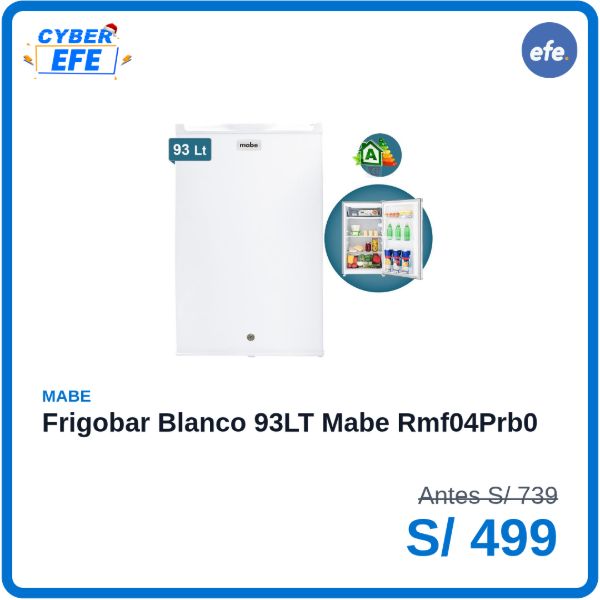 CYBER
EFE
efe.
93 Lt
mabe
A
MABE
Frigobar Blanco 93LT Mabe Rmf04Prb0
Antes S/ 739
S/ 499